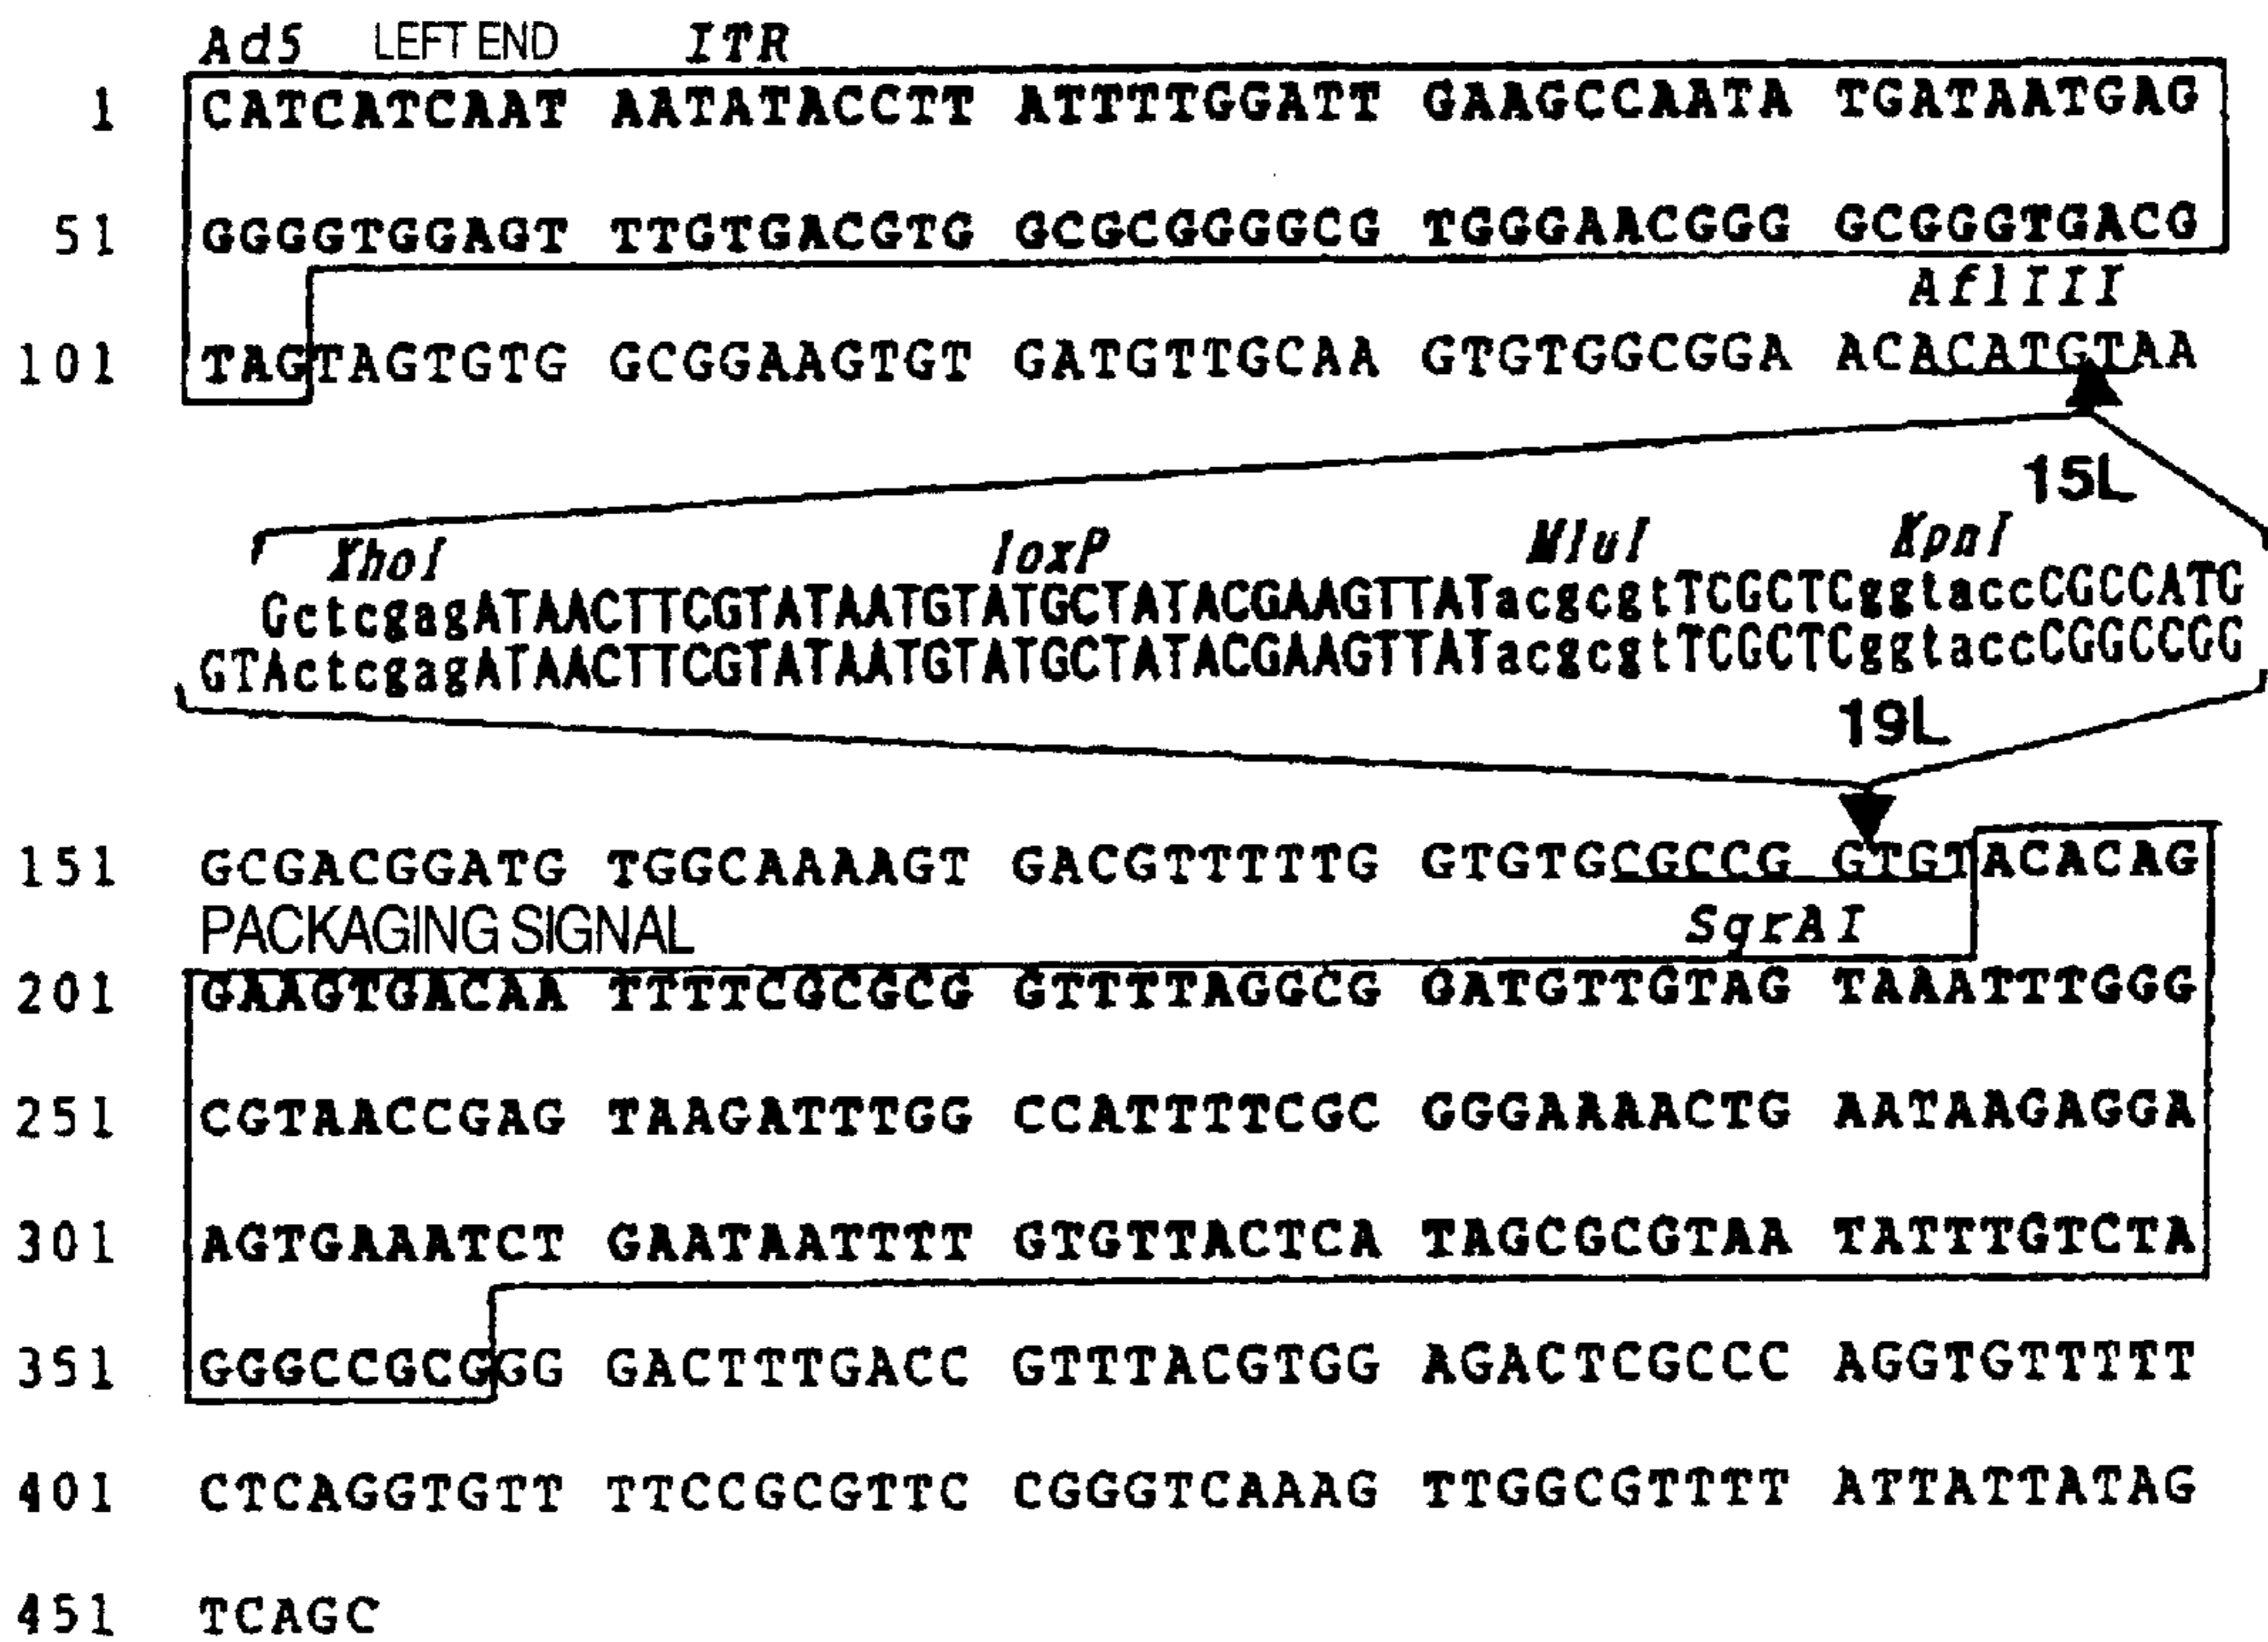 Ad5 LEFT END ITR
1 CATCATCAAT AATATACCTT ATTTTGGATT GAAGCCAATA TGATAATGAG
51 GGGGTGGAGT TTGTGACGTG GCGCGGGGCG TGGGAACGGG GCGGGTGACG
AflIII
101 TAGTAGTGTG GCGGAAGTGT GATGTTGCAA GTGTGGCGGA ACACATGTAA
15L
XhoI loxP MluI KpnI
GctcgagATAACTTCGTATAATGTATGCTATACGAAGTTATacgcgtTCGCTCggtaccCGCCATG
GTActcgagATAACTTCGTATAATGTATGCTATACGAAGTTATacgcgtTCGCTCggtaccCGGCCGG
19L
151 GCGACGGATG TGGCAAAAGT GACGTTTTTG GTGTGCGCCG GTGTACACAG
PACKAGING SIGNAL SgrAI
201 GAAGTGACAA TTTTCGCGCG GTTTTAGGCG GATGTTGTAG TAAATTTGGG
251 CGTAACCGAG TAAGATTTGG CCATTTTCGC GGGAAAACTG AATAAGAGGA
301 AGTGAAATCT GAATAATTTT GTGTTACTCA TAGCGCGTAA TATTTGTCTA
351 GGGCCGCGGG GACTTTGACC GTTTACGTGG AGACTCGCCC AGGTGTTTTT
401 CTCAGGTGTT TTCCGCGTTC CGGGTCAAAG TTGGCGTTTT ATTATTATAG
451 TCAGC